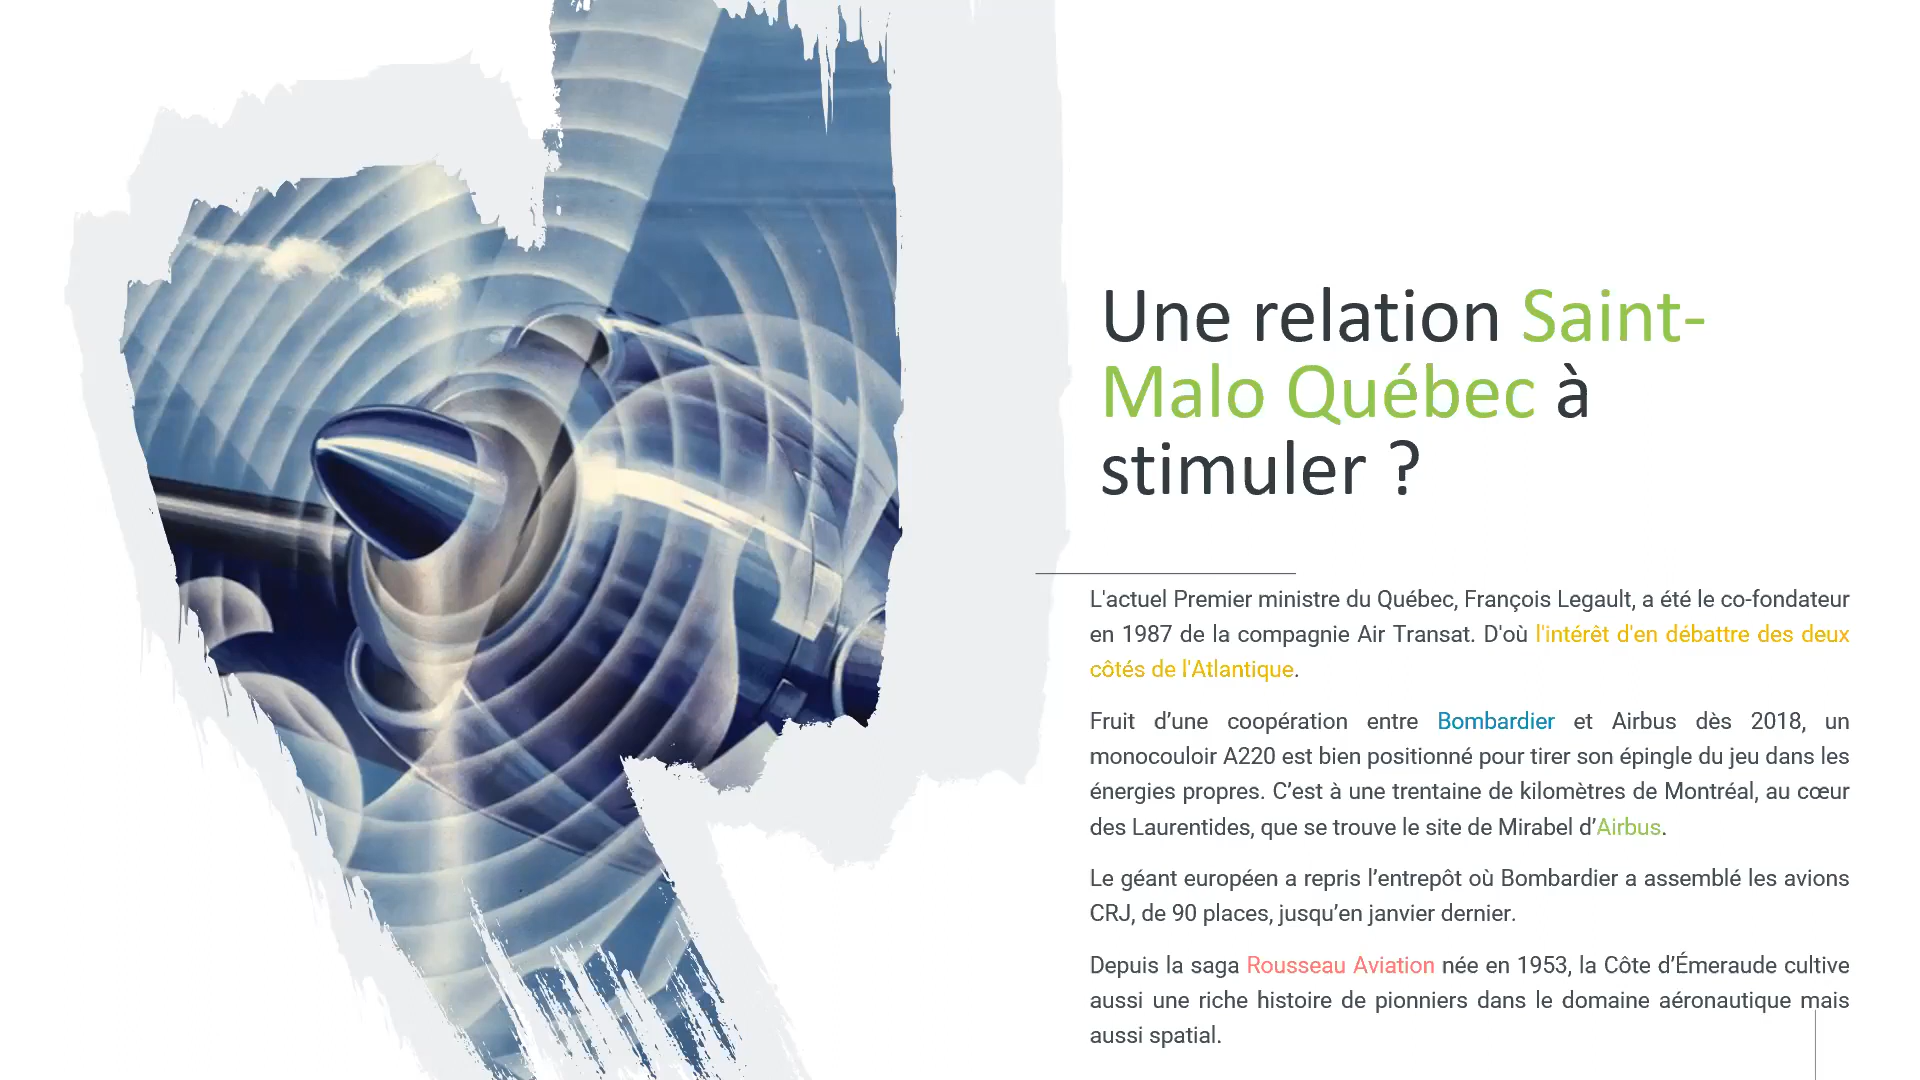 Une relation Saint-
Malo Québec à
stimuler ?
L'actuel Premier ministre du Québec, François Legault, a été le co-fondateur
en 1987 de la compagnie Air Transat. D'où l'intérêt d'en débattre des deux
côtés de l'Atlantique.
Fruit d’une coopération entre Bombardier et Airbus dès 2018, un
monocouloir A220 est bien positionné pour tirer son épingle du jeu dans les
énergies propres. C’est à une trentaine de kilomètres de Montréal, au cœur
des Laurentides, que se trouve le site de Mirabel d’Airbus.
Le géant européen a repris l’entrepôt où Bombardier a assemblé les avions
CRJ, de 90 places, jusqu’en janvier dernier.
Depuis la saga Rousseau Aviation née en 1953, la Côte d’Émeraude cultive
aussi une riche histoire de pionniers dans le domaine aéronautique mais
aussi spatial.